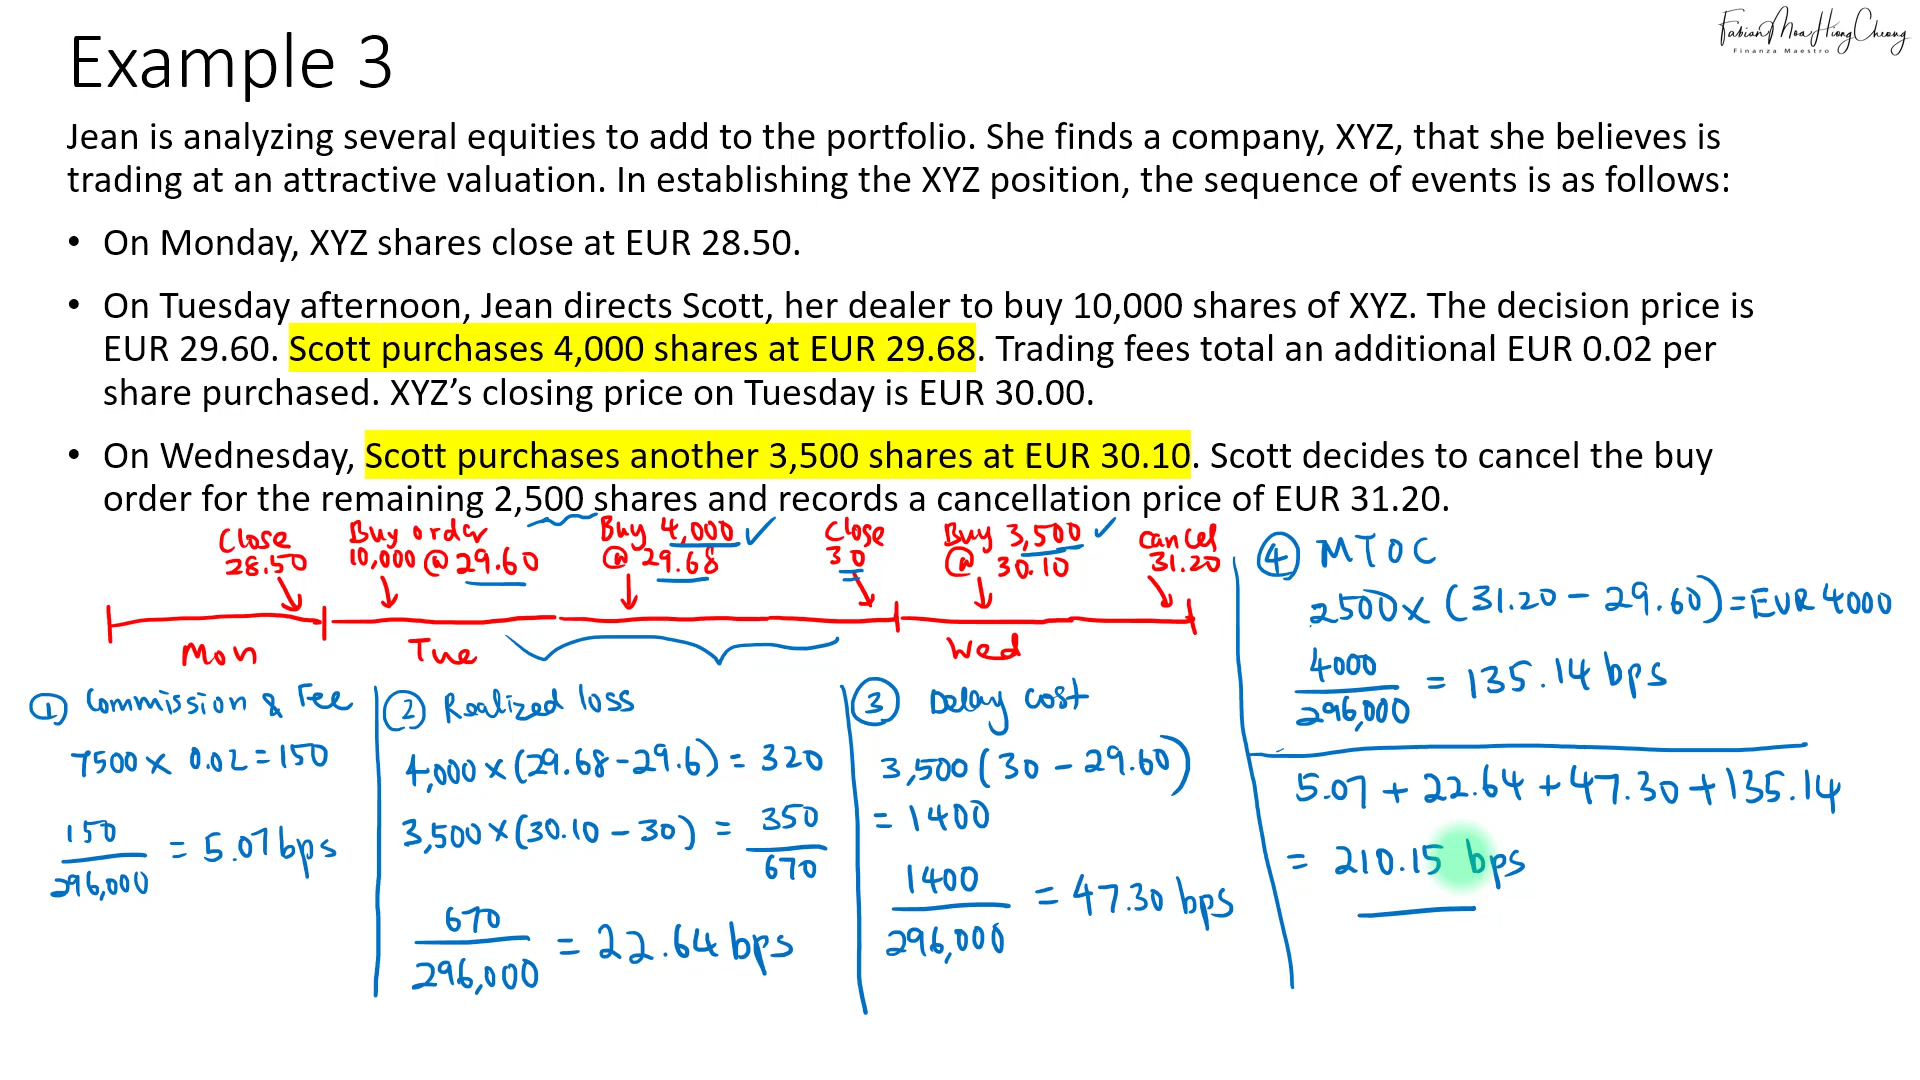 Fabian Moa Hiong Cheong
Finanza Maestro
Example 3
Jean is analyzing several equities to add to the portfolio. She finds a company, XYZ, that she believes is
trading at an attractive valuation. In establishing the XYZ position, the sequence of events is as follows:
• On Monday, XYZ shares close at EUR 28.50.
• On Tuesday afternoon, Jean directs Scott, her dealer to buy 10,000 shares of XYZ. The decision price is
EUR 29.60. Scott purchases 4,000 shares at EUR 29.68. Trading fees total an additional EUR 0.02 per
share purchased. XYZ’s closing price on Tuesday is EUR 30.00.
• On Wednesday, Scott purchases another 3,500 shares at EUR 30.10. Scott decides to cancel the buy
order for the remaining 2,500 shares and records a cancellation price of EUR 31.20.
Close
28.50
Buy order
10,000 @ 29.60
Buy 4,000 ✓
@ 29.68
Close
30
Buy 3,500 ✓
@ 30.10
Cancel
31.20
Mon
Tue
Wed
① Commission & Fee
7500 × 0.02 = 150
150
296,000
= 5.07 bps
② Realized loss
4,000 × (29.68 - 29.6) = 320
3,500 × (30.10 - 30) = 350
670
670
296,000
= 22.64 bps
③ Delay cost
3,500 (30 - 29.60)
= 1400
1400
296,000
= 47.30 bps
④ MTOC
2500 × (31.20 - 29.60) = EUR 4000
4000
296,000
= 135.14 bps
5.07 + 22.64 + 47.30 + 135.14
= 210.15 bps